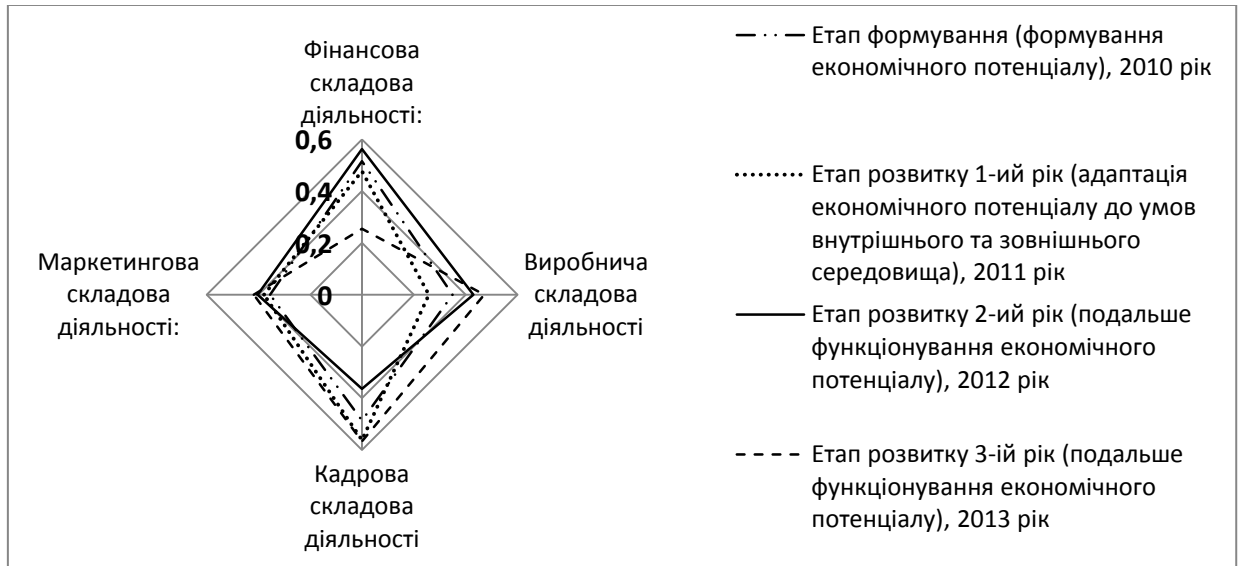 Фінансова
складова
діяльності:
0,6
0,4
0,2
0
Маркетингова
складова
діяльності:
Виробнича
складова
діяльності
Кадрова
складова
діяльності
Етап формування (формування
економічного потенціалу), 2010 рік
Етап розвитку 1-ий рік (адаптація
економічного потенціалу до умов
внутрішнього та зовнішнього
середовища), 2011 рік
Етап розвитку 2-ий рік (подальше
функціонування економічного
потенціалу), 2012 рік
Етап розвитку 3-ій рік (подальше
функціонування економічного
потенціалу), 2013 рік